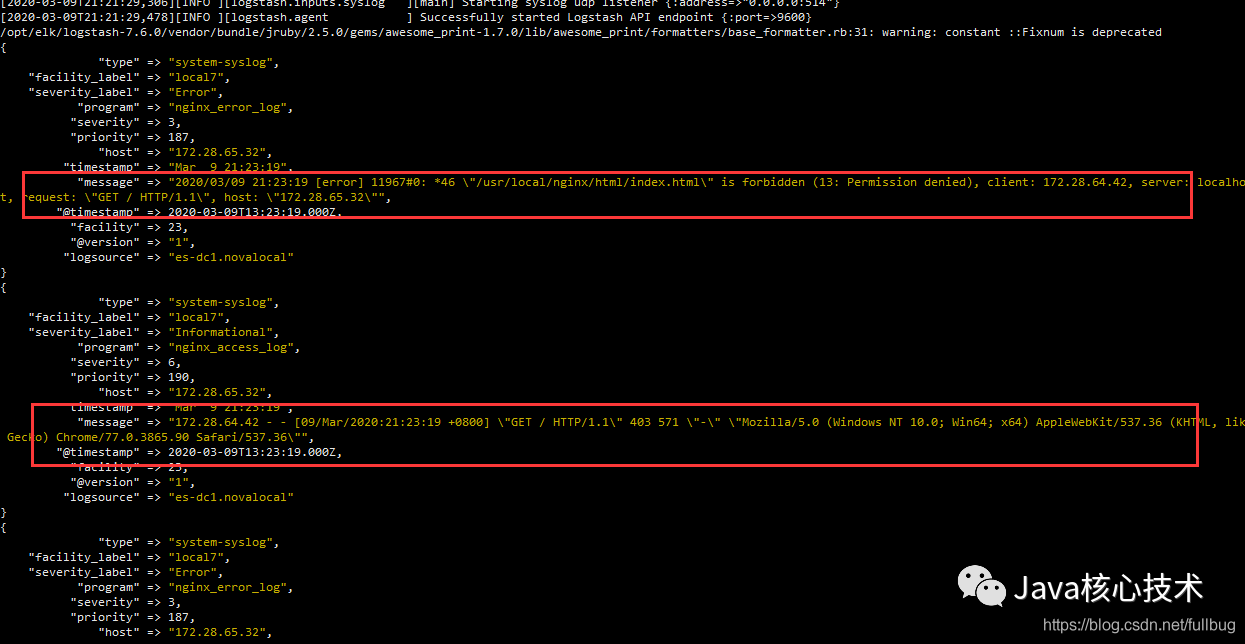 [2020-03-09T21:21:29,306][INFO ][logstash.inputs.syslog   ][main] Starting syslog udp listener {:address=>"0.0.0.0:514"}
[2020-03-09T21:21:29,478][INFO ][logstash.agent           ] Successfully started Logstash API endpoint {:port=>9600}
/opt/elk/logstash-7.6.0/vendor/bundle/jruby/2.5.0/gems/awesome_print-1.7.0/lib/awesome_print/formatters/base_formatter.rb:31: warning: constant ::Fixnum is deprecated
{
"type" => "system-syslog",
"facility_label" => "local7",
"severity_label" => "Error",
"program" => "nginx_error_log",
"severity" => 3,
"priority" => 187,
"host" => "172.28.65.32",
"timestamp" => "Mar  9 21:23:19",
"message" => "2020/03/09 21:23:19 [error] 11967#0: *46 \"/usr/local/nginx/html/index.html\" is forbidden (13: Permission denied), client: 172.28.64.42, server: localhos
t, request: \"GET / HTTP/1.1\", host: \"172.28.65.32\"",
"@timestamp" => 2020-03-09T13:23:19.000Z,
"facility" => 23,
"@version" => "1",
"logsource" => "es-dc1.novalocal"
}
{
"type" => "system-syslog",
"facility_label" => "local7",
"severity_label" => "Informational",
"program" => "nginx_access_log",
"severity" => 6,
"priority" => 190,
"host" => "172.28.65.32",
"timestamp" => "Mar  9 21:23:19",
"message" => "172.28.64.42 - - [09/Mar/2020:21:23:19 +0800] \"GET / HTTP/1.1\" 403 571 \"-\" \"Mozilla/5.0 (Windows NT 10.0; Win64; x64) AppleWebKit/537.36 (KHTML, lik
Gecko) Chrome/77.0.3865.90 Safari/537.36\"",
"@timestamp" => 2020-03-09T13:23:19.000Z,
"facility" => 23,
"@version" => "1",
"logsource" => "es-dc1.novalocal"
}
{
"type" => "system-syslog",
"facility_label" => "local7",
"severity_label" => "Error",
"program" => "nginx_error_log",
"severity" => 3,
"priority" => 187,
"host" => "172.28.65.32",
Java核心技术
https://blog.csdn.net/fullbug